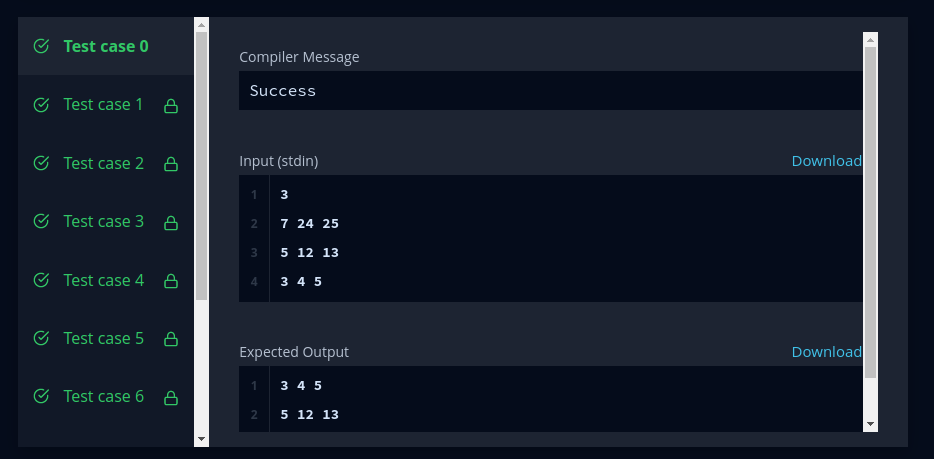 Test case 0
Test case 1
Test case 2
Test case 3
Test case 4
Test case 5
Test case 6
Compiler Message
Success
Input (stdin)
Download
1 3
2 7 24 25
3 5 12 13
4 3 4 5
Expected Output
Download
1 3 4 5
2 5 12 13